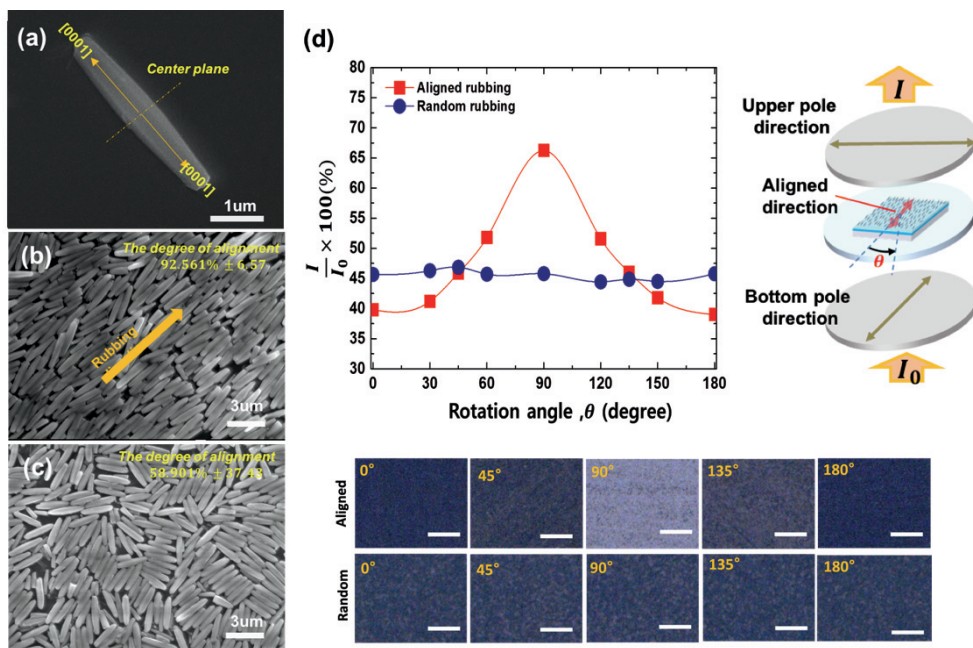 (a)
[0001]
Center plane
[0001]
1um
(b)
The degree of alignment
92.561% ± 6.57
Rubbing
3um
(c)
The degree of alignment
58.901% ± 37.43
3um
(d)
80
75
70
65
60
55
50
45
40
35
30
I/I₀ × 100(%)
Aligned rubbing
Random rubbing
0 30 60 90 120 150 180
Rotation angle ,θ (degree)
I
Upper pole
direction
Aligned
direction
θ
Bottom pole
direction
I₀
Aligned
0° 45° 90° 135° 180°
Random
0° 45° 90° 135° 180°